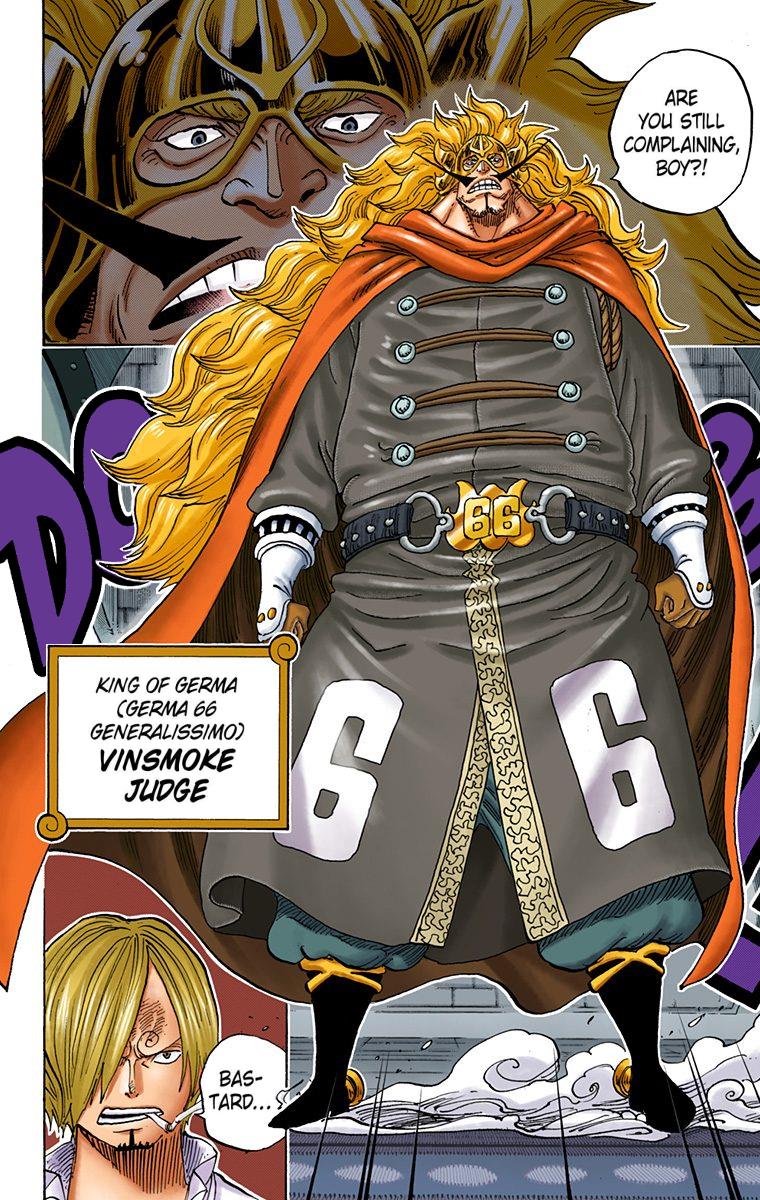 ARE
YOU STILL
COMPLAINING,
BOY?!
66
6 6
KING OF GERMA
(GERMA 66
GENERALISSIMO)
VINSMOKE
JUDGE
BAS-
TARD...